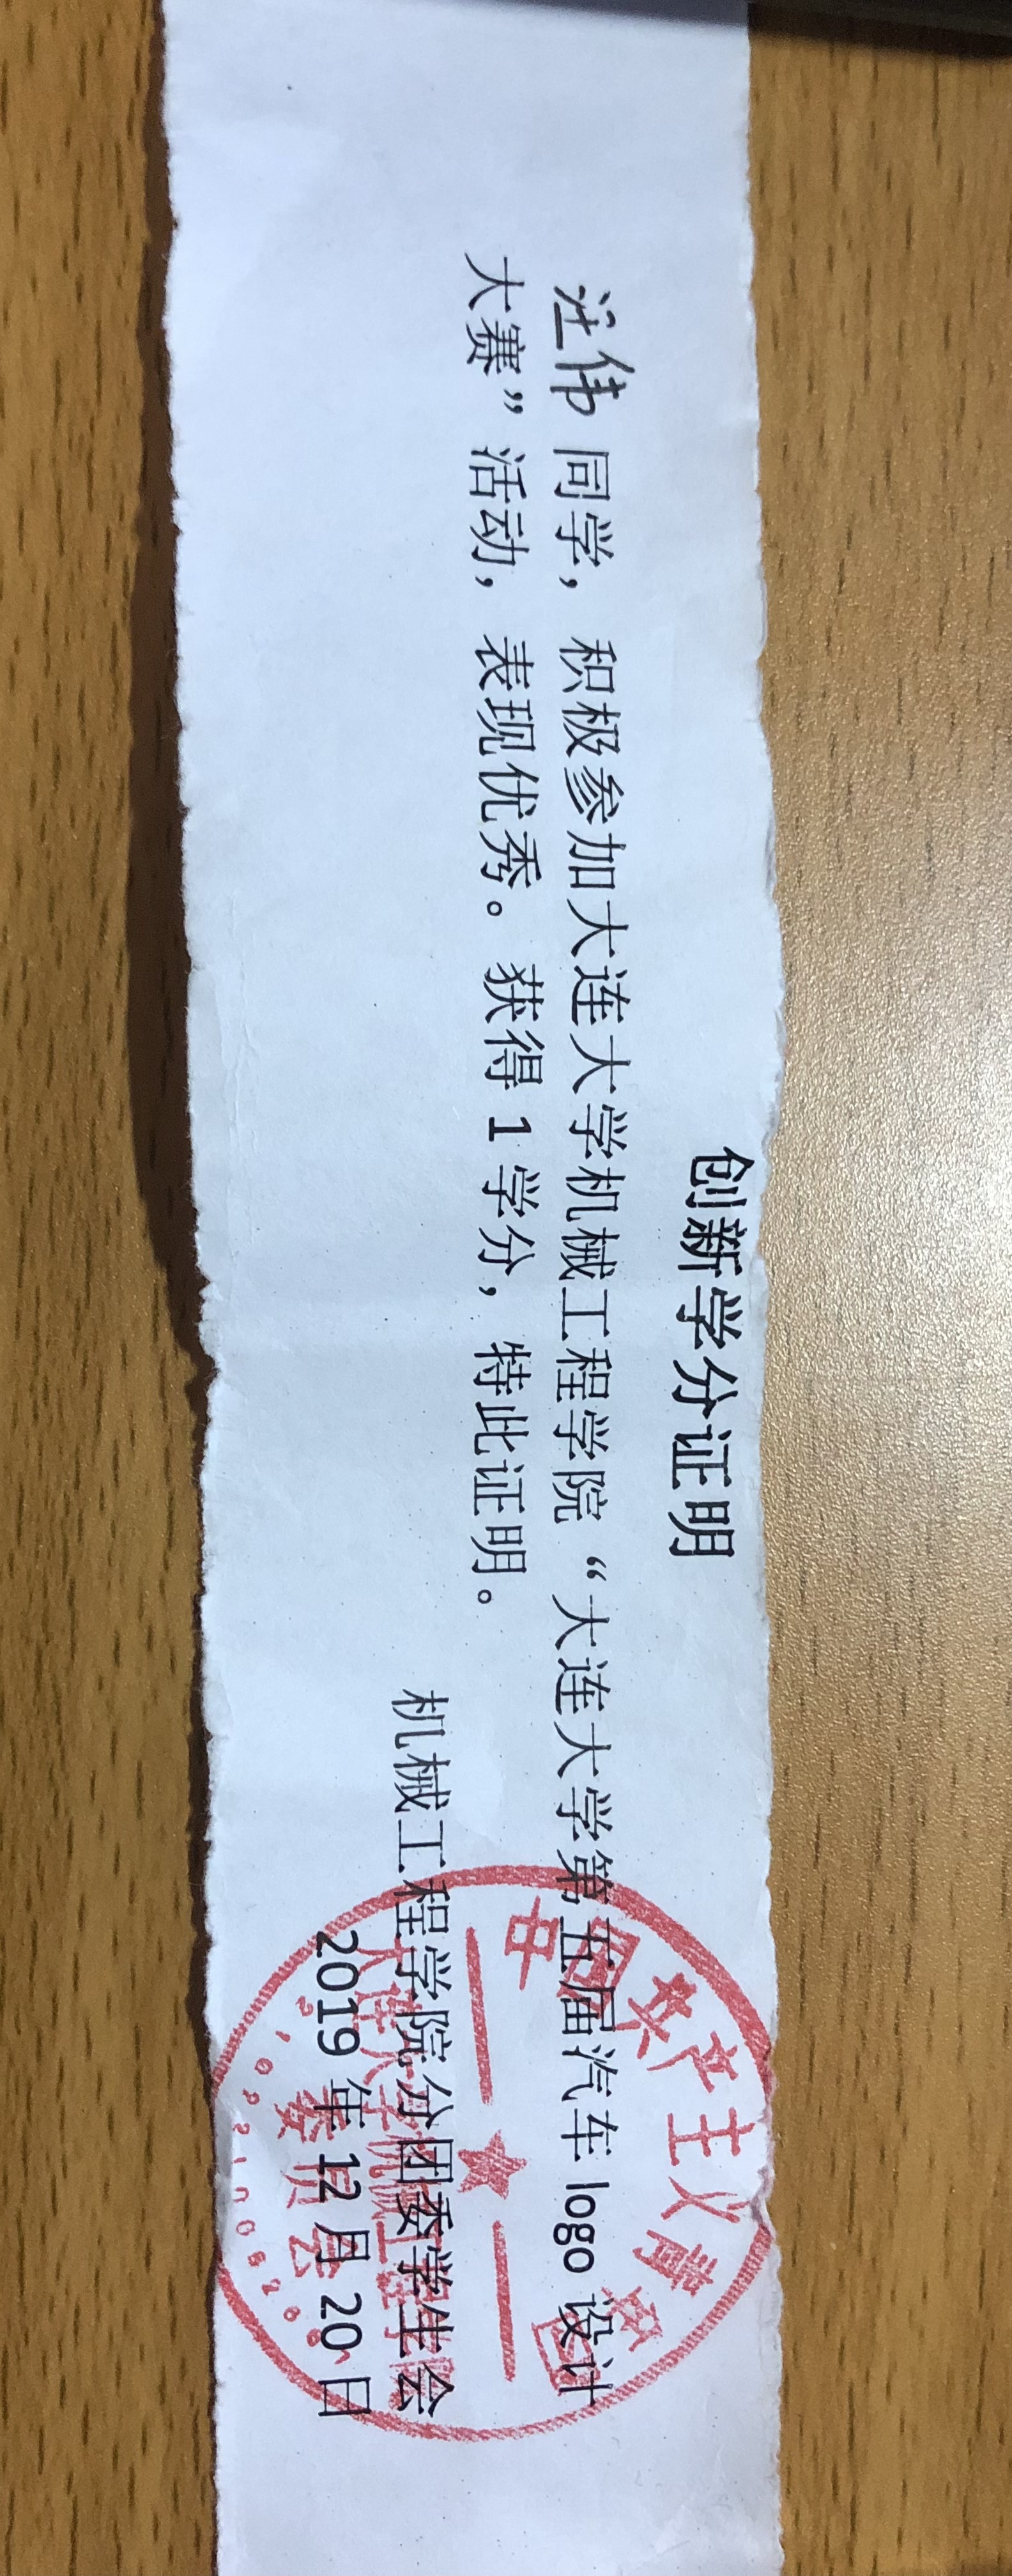 创新学分证明
汪伟 同学，积极参加大连大学机械工程学院“大连大学第五届汽车 logo 设计
大赛”活动，表现优秀。获得 1 学分，特此证明。
机械工程学院分团委学生会
2019 年 12 月 20 日
中国共产主义青年团
大连大学机械工程学院
委员会